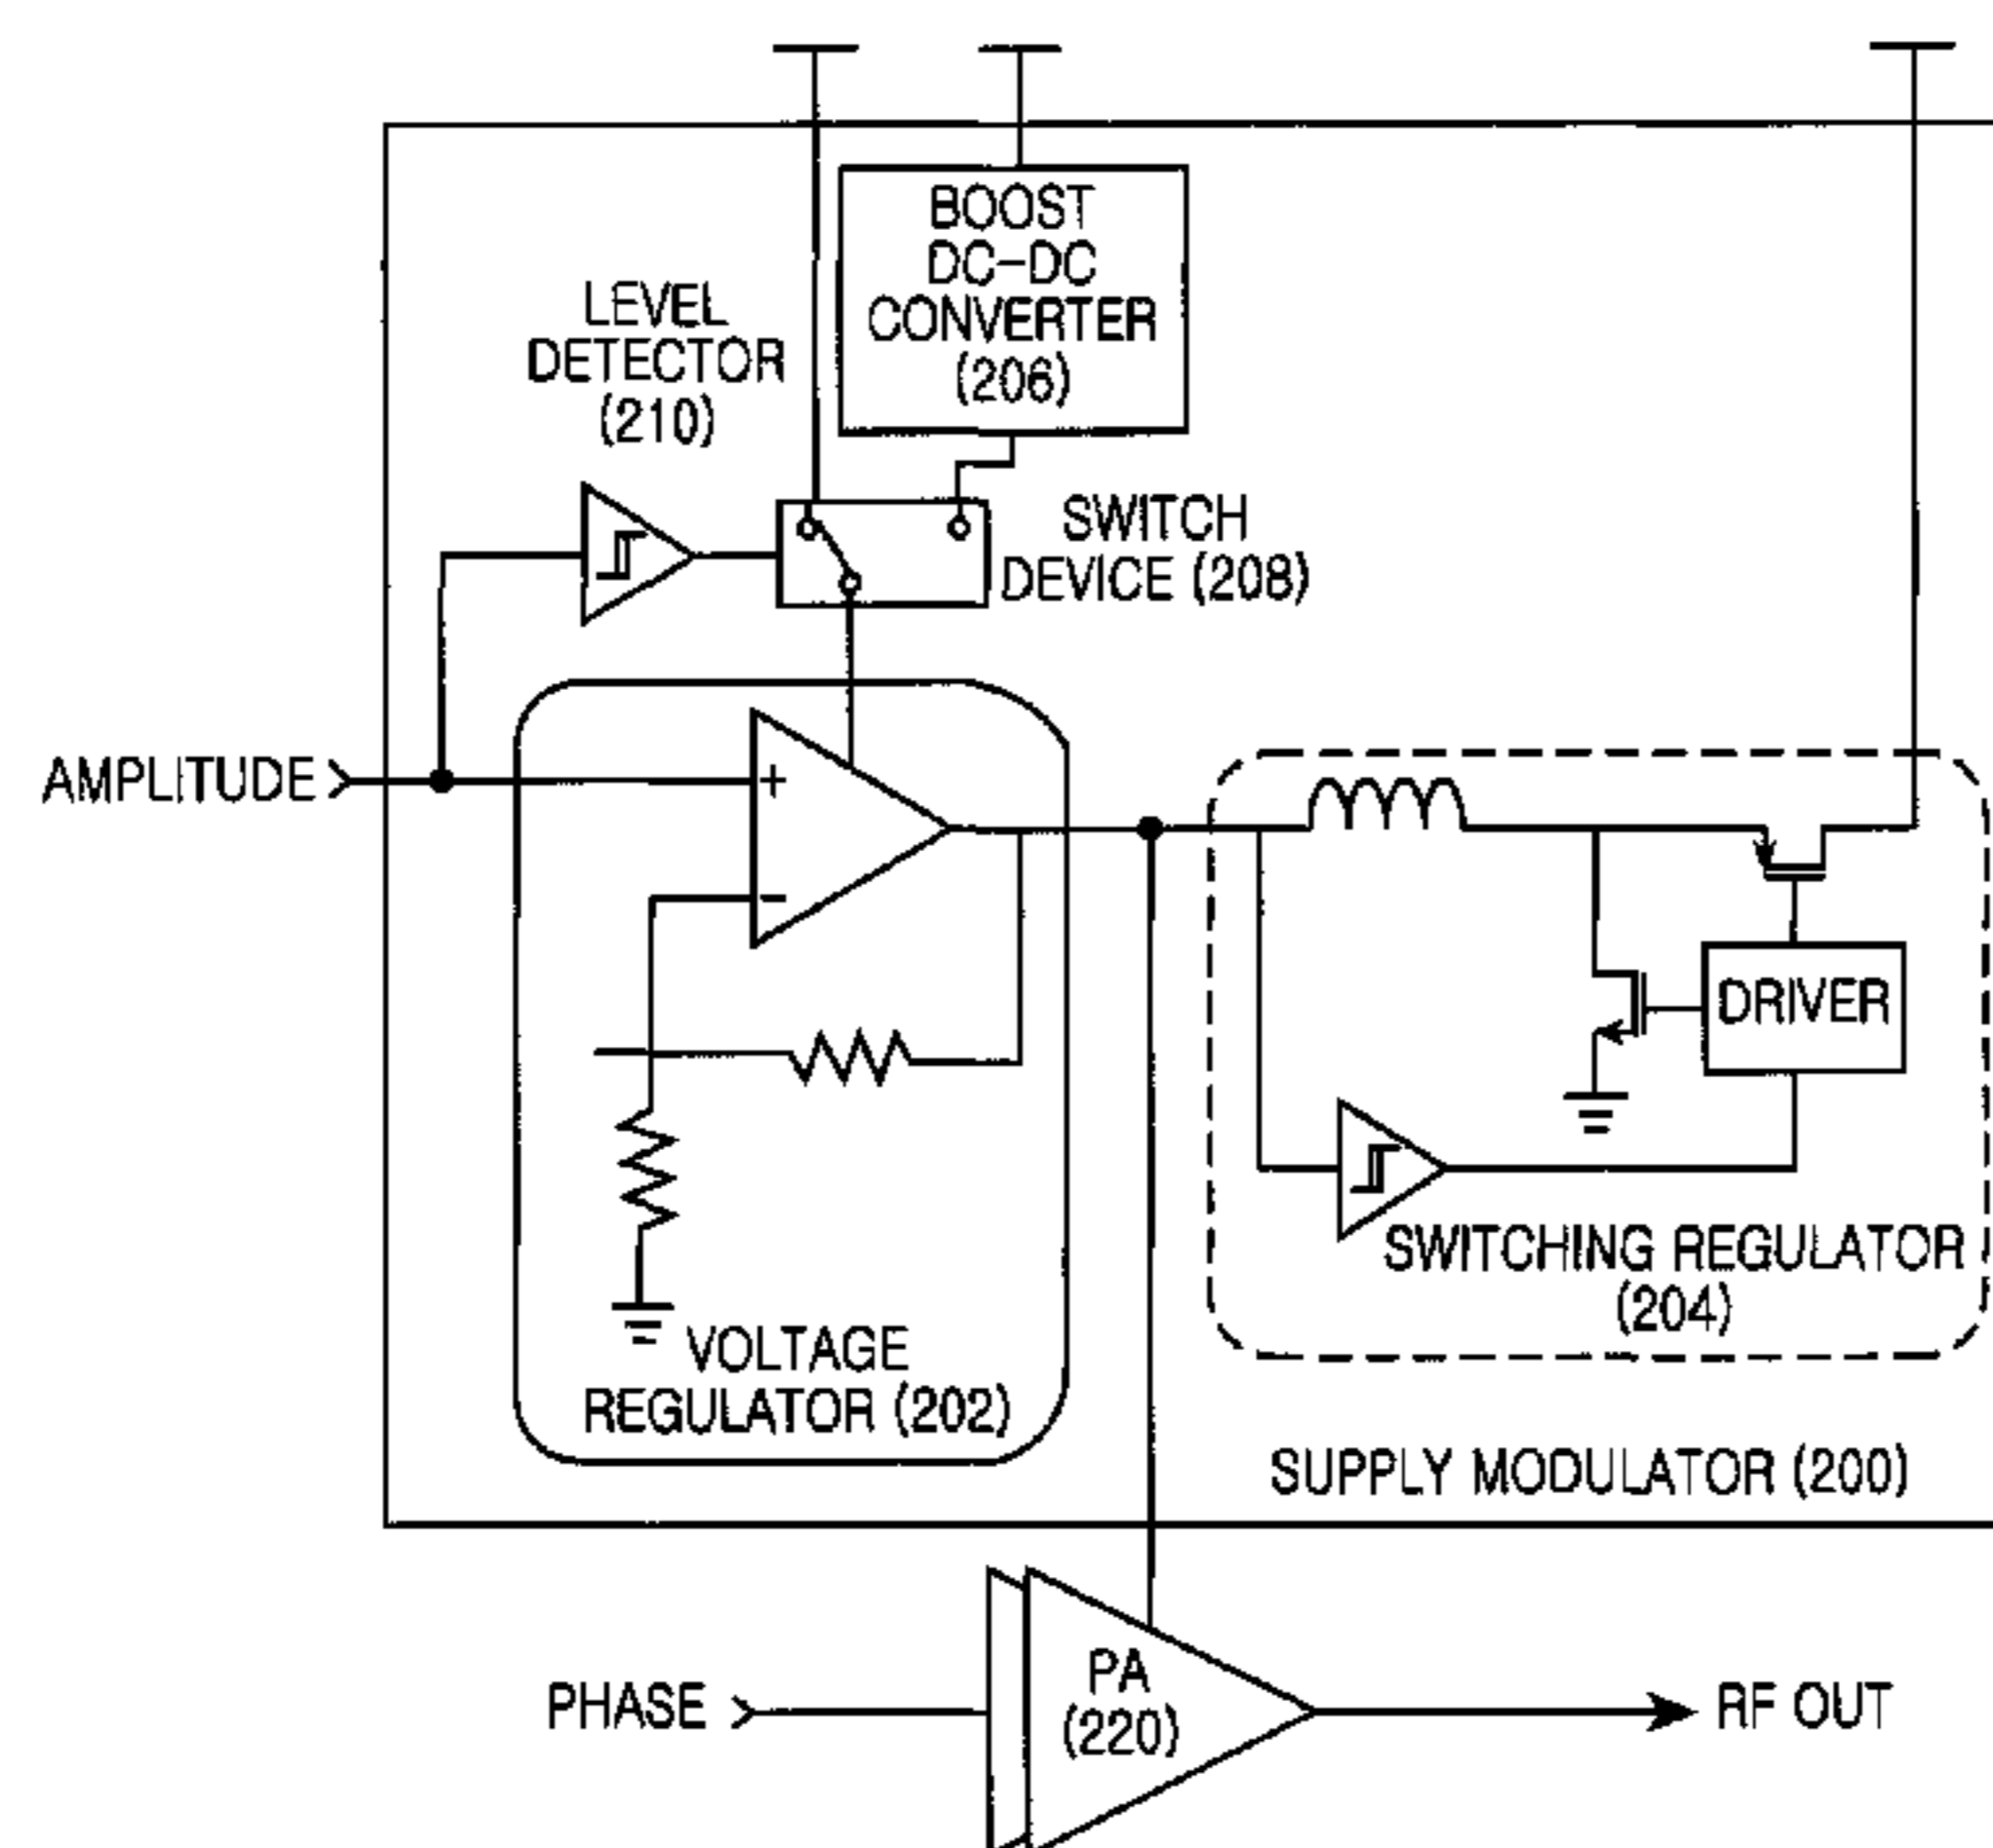 BOOST
DC-DC
CONVERTER
(206)
LEVEL
DETECTOR
(210)
SWITCH
DEVICE (208)
AMPLITUDE
+
-
DRIVER
SWITCHING REGULATOR
(204)
VOLTAGE
REGULATOR (202)
SUPPLY MODULATOR (200)
PHASE
PA
(220)
RF OUT